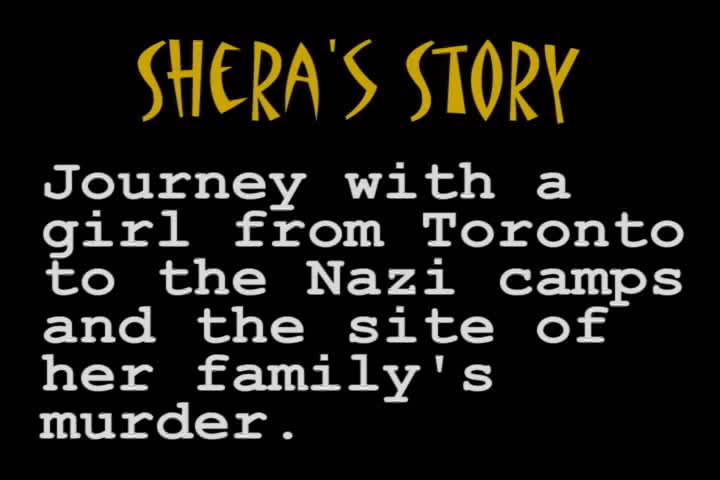 SHERA'S STORY
Journey with a
girl from Toronto
to the Nazi camps
and the site of
her family's
murder.